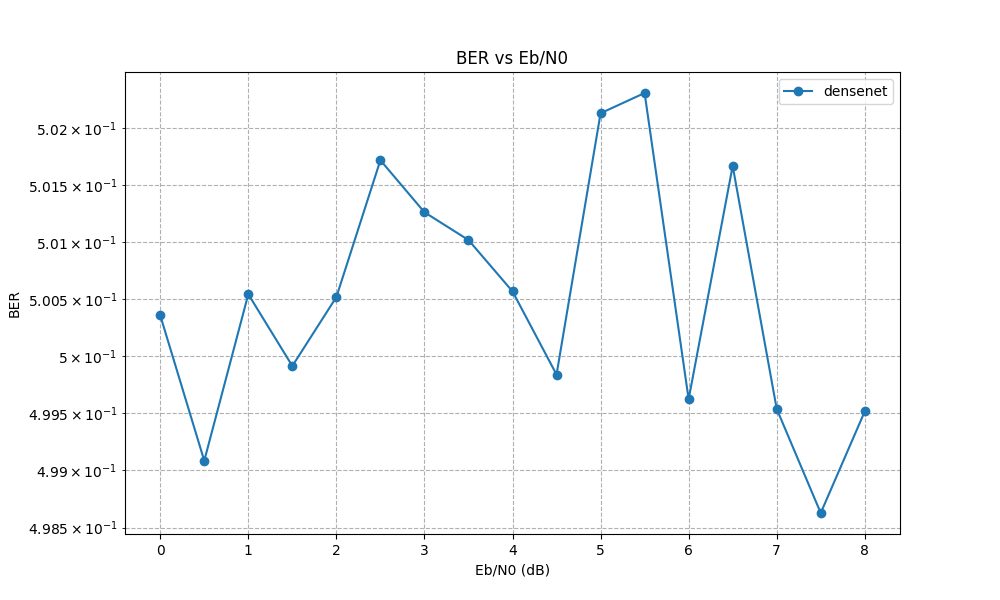 BER vs Eb/N0
densenet
BER
5.02 × 10⁻¹
5.015 × 10⁻¹
5.01 × 10⁻¹
5.005 × 10⁻¹
5 × 10⁻¹
4.995 × 10⁻¹
4.99 × 10⁻¹
4.985 × 10⁻¹
0 1 2 3 4 5 6 7 8
Eb/N0 (dB)